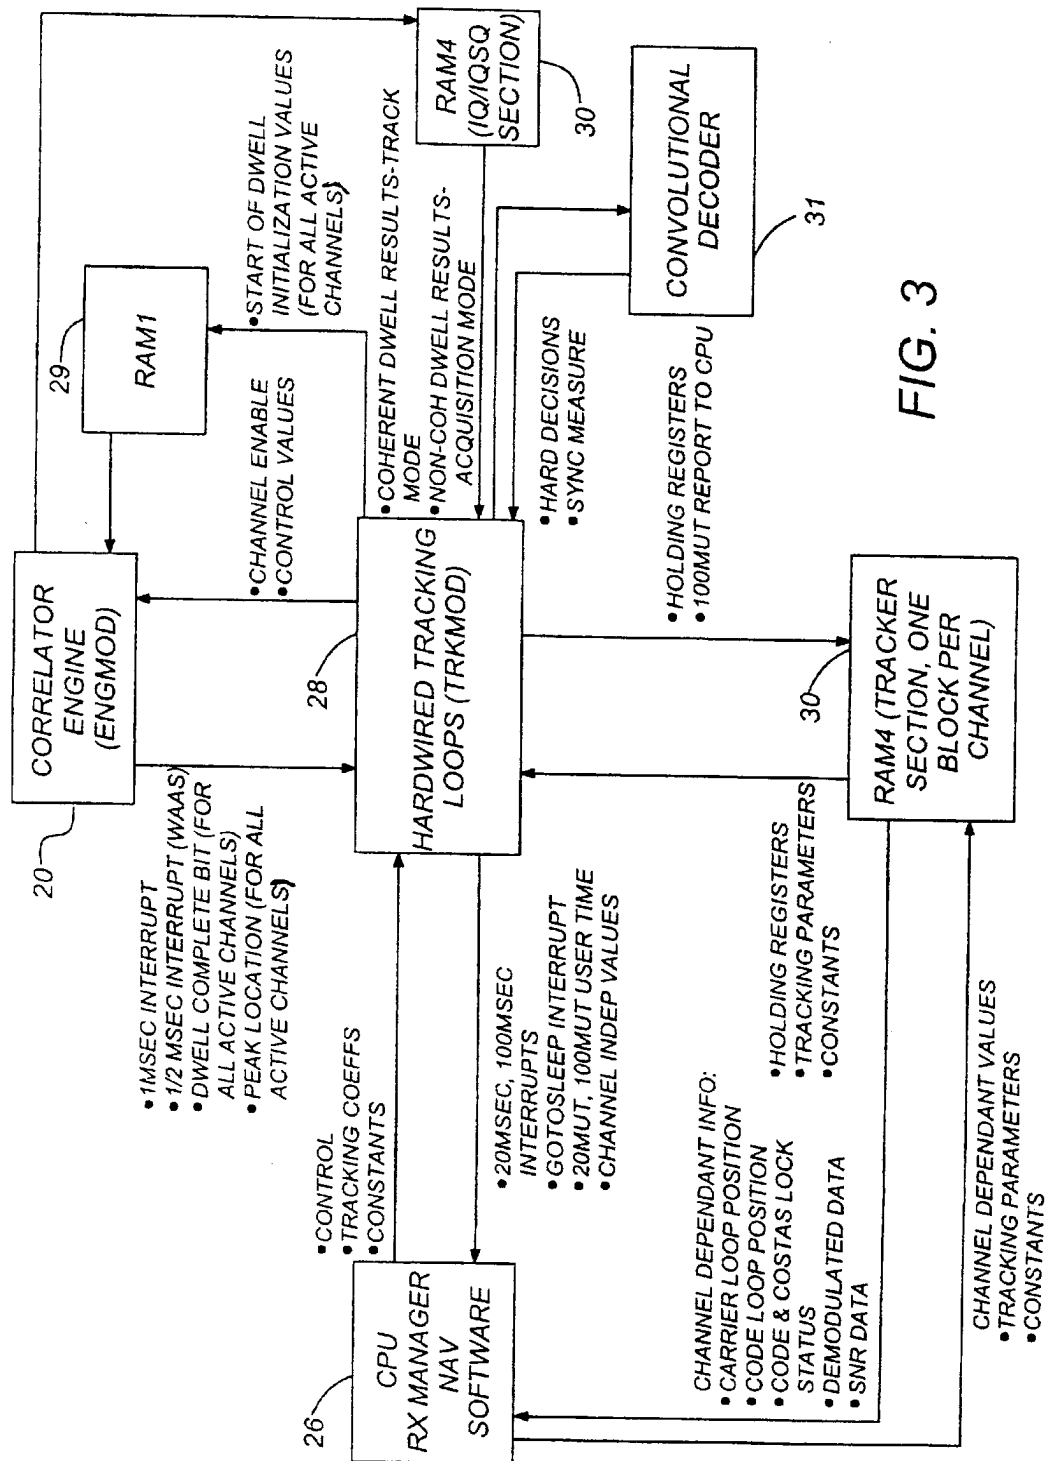 20
CORRELATOR
ENGINE
(ENGMOD)
29
RAM1
RAM4
(IQ/IQSQ
SECTION)
30
•1MSEC INTERRUPT
•1/2 MSEC INTERRUPT (WAAS)
•DWELL COMPLETE BIT (FOR
ALL ACTIVE CHANNELS)
•PEAK LOCATION (FOR ALL
ACTIVE CHANNELS)
•CHANNEL ENABLE
•CONTROL VALUES
•START OF DWELL
INITIALIZATION VALUES
(FOR ALL ACTIVE
CHANNELS)
26
CPU
RX MANAGER
NAV
SOFTWARE
•CONTROL
•TRACKING COEFFS
•CONSTANTS
•20MSEC, 100MSEC
INTERRUPTS
•GOTOSLEEP INTERRUPT
•20MUT, 100MUT USER TIME
•CHANNEL INDEP VALUES
28
HARDWIRED TRACKING
LOOPS (TRKMOD)
•COHERENT DWELL RESULTS-TRACK
MODE
•NON-COH DWELL RESULTS-
ACQUISITION MODE
•HARD DECISIONS
•SYNC MEASURE
CONVOLUTIONAL
DECODER
31
CHANNEL DEPENDANT INFO:
•CARRIER LOOP POSITION
•CODE LOOP POSITION
•CODE & COSTAS LOCK
STATUS
•DEMODULATED DATA
•SNR DATA
•HOLDING REGISTERS
•TRACKING PARAMETERS
•CONSTANTS
•HOLDING REGISTERS
•100MUT REPORT TO CPU
30
RAM4 (TRACKER
SECTION, ONE
BLOCK PER
CHANNEL)
CHANNEL DEPENDANT VALUES
•TRACKING PARAMETERS
•CONSTANTS
FIG. 3